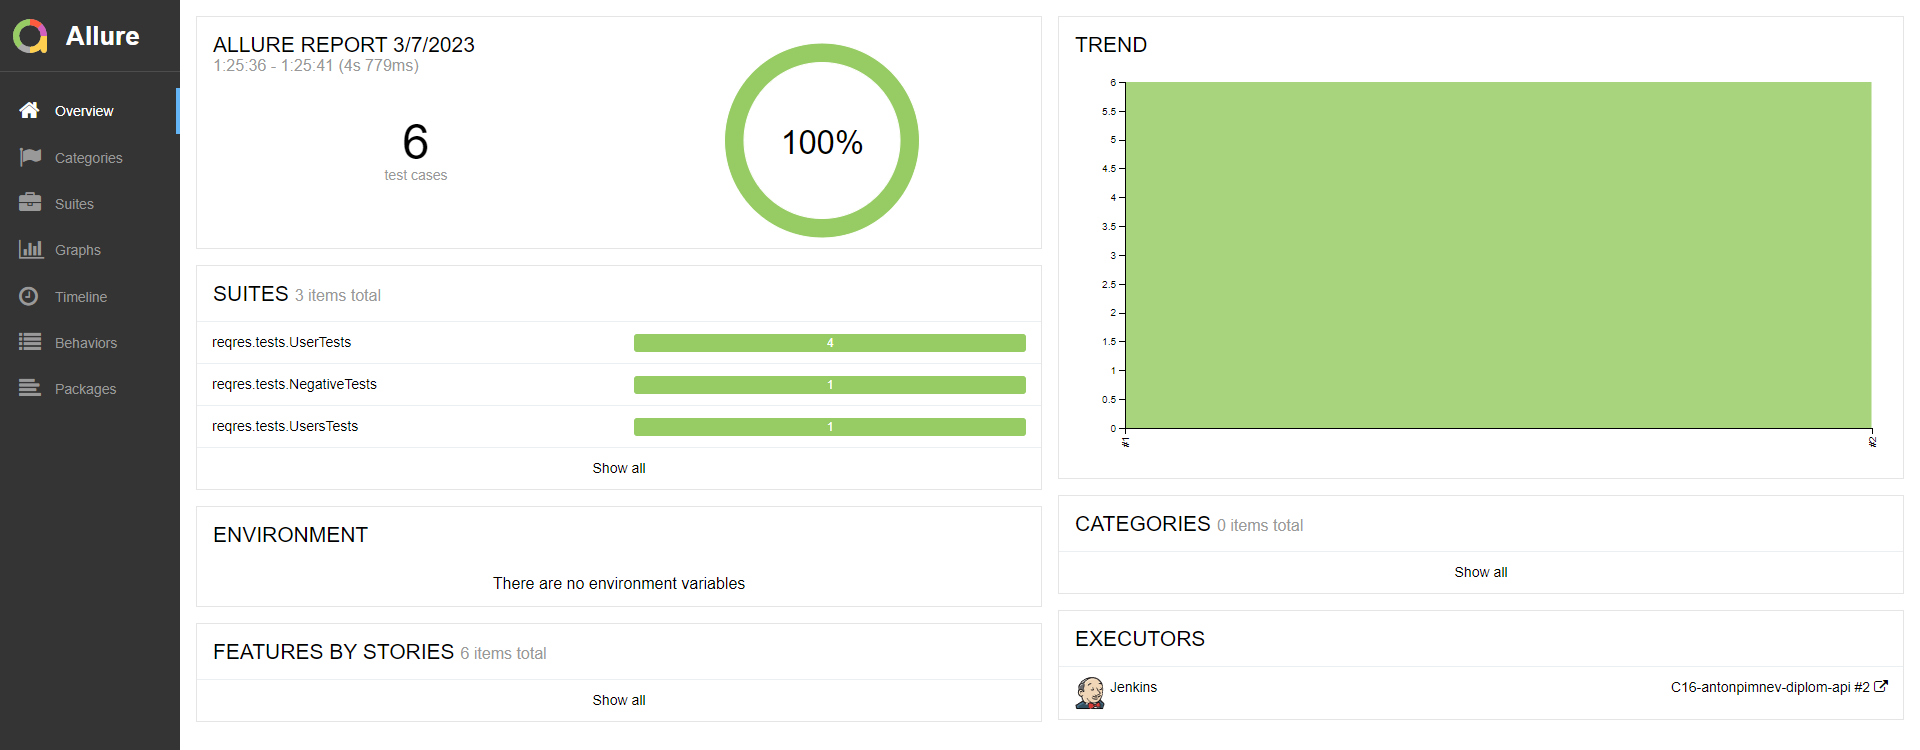 Allure
Overview
Categories
Suites
Graphs
Timeline
Behaviors
Packages
ALLURE REPORT 3/7/2023
1:25:36 - 1:25:41 (4s 779ms)
6
test cases
100%
SUITES 3 items total
reqres.tests.UserTests 4
reqres.tests.NegativeTests 1
reqres.tests.UsersTests 1
Show all
ENVIRONMENT
There are no environment variables
FEATURES BY STORIES 6 items total
Show all
TREND
6
5.5
5
4.5
4
3.5
3
2.5
2
1.5
1
0.5
0
#1
#2
CATEGORIES 0 items total
Show all
EXECUTORS
Jenkins C16-antonpimnev-diplom-api #2